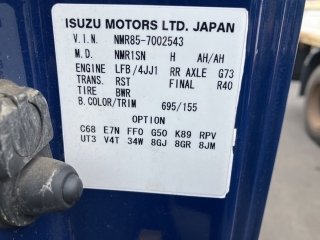 ISUZU MOTORS LTD. JAPAN
V.I.N. NMR85-7002543
M.D. NMR1SN H AH/AH
ENGINE LFB/4JJ1 RR AXLE G73
TRANS. RST FINAL R40
TIRE BWR
B.COLOR/TRIM 695/155
OPTION
C68 E7N FF0 G50 K89 RPV
UT3 V4T 34W 8GJ 8GR 8JM